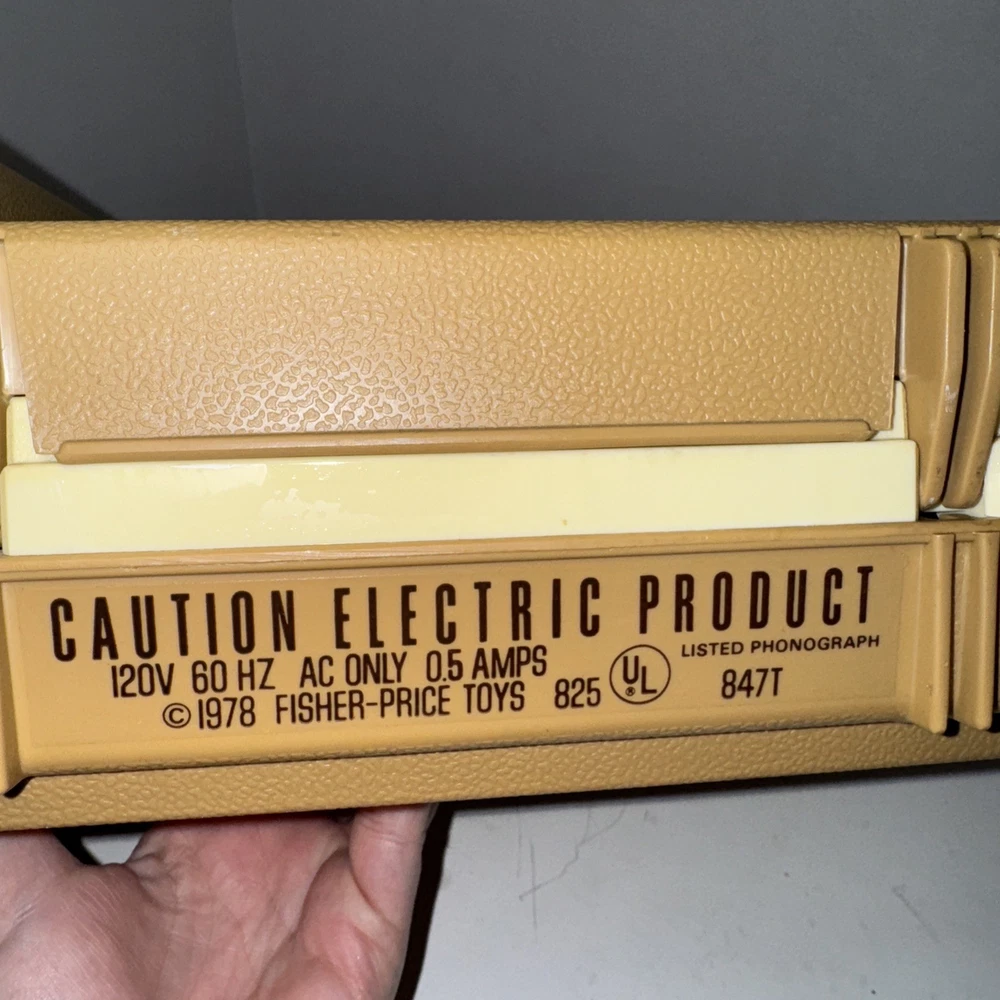 CAUTION ELECTRIC PRODUCT
120V 60 HZ AC ONLY 0.5 AMPS
©1978 FISHER-PRICE TOYS 825
UL®
LISTED PHONOGRAPH
847T